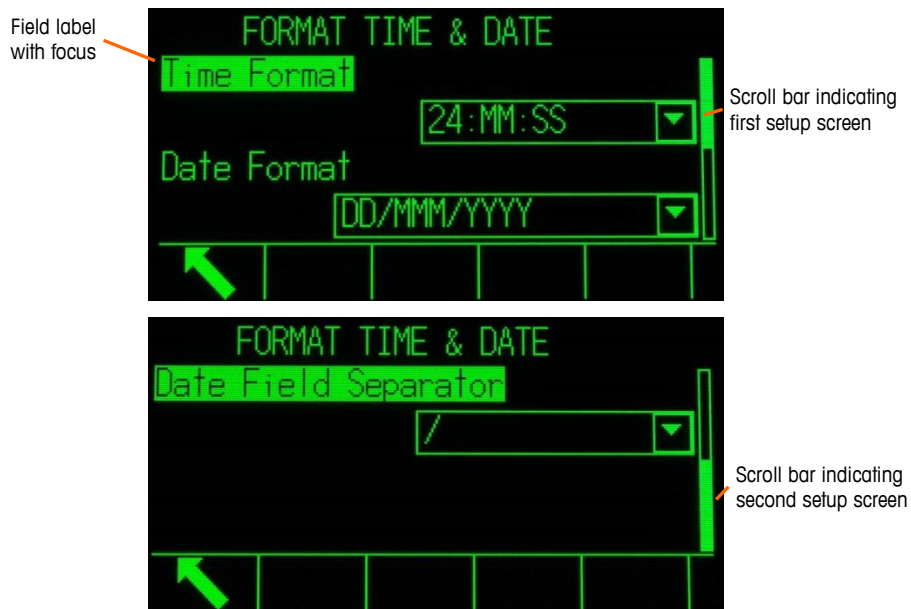 Field label
with focus
FORMAT TIME & DATE
Time Format
24:MM:SS
Scroll bar indicating
first setup screen
Date Format
DD/MMM/YYYY
FORMAT TIME & DATE
Date Field Separator
/
Scroll bar indicating
second setup screen